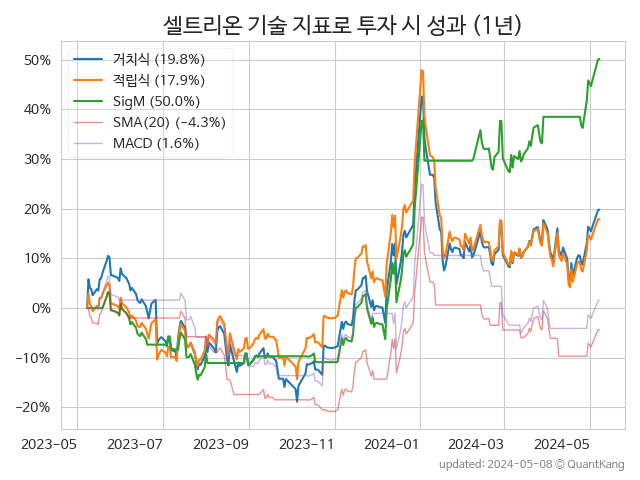 셀트리온 기술 지표로 투자 시 성과 (1년)
거치식 (19.8%)
적립식 (17.9%)
SigM (50.0%)
SMA(20) (−4.3%)
MACD (1.6%)
50%
40%
30%
20%
10%
0%
−10%
−20%
2023-05 2023-07 2023-09 2023-11 2024-01 2024-03 2024-05
updated: 2024-05-08 © QuantKang